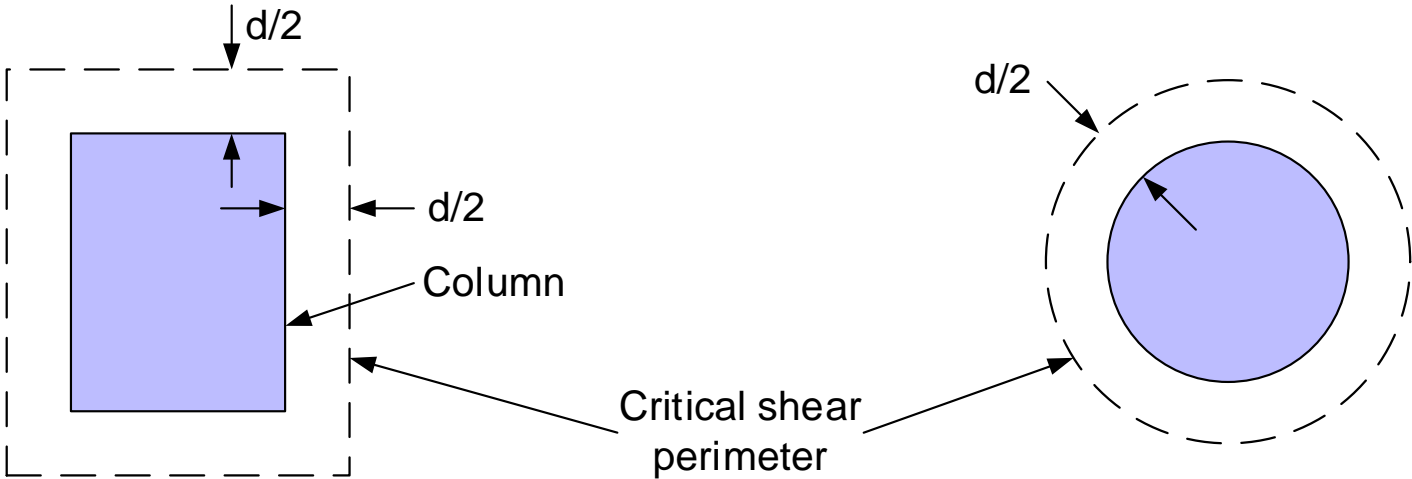 d/2
d/2
d/2
Column
Critical shear
perimeter